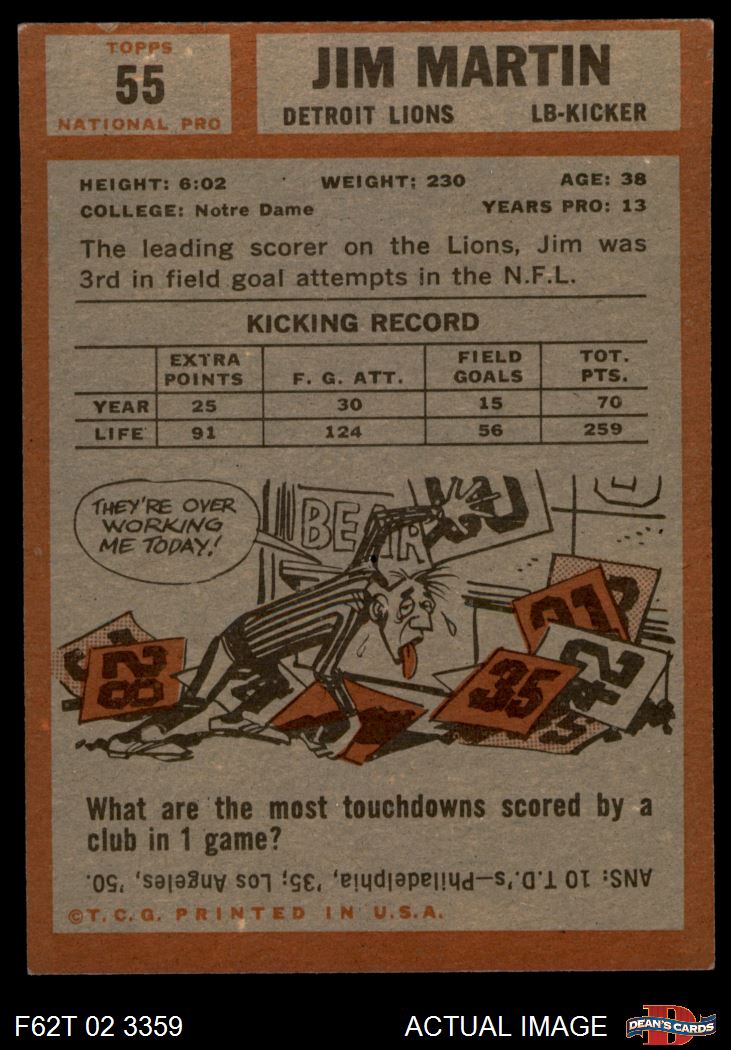 TOPPS
55
NATIONAL PRO
JIM MARTIN
DETROIT LIONS LB-KICKER
HEIGHT: 6:02 WEIGHT: 230 AGE: 38
COLLEGE: Notre Dame YEARS PRO: 13
The leading scorer on the Lions, Jim was
3rd in field goal attempts in the N.F.L.
KICKING RECORD
EXTRA POINTS F. G. ATT. FIELD GOALS TOT. PTS.
YEAR 25 30 15 70
LIFE 91 124 56 259
THEY'RE OVER
WORKING
ME TODAY!
BEAR
28
35
What are the most touchdowns scored by a
club in 1 game?
ANS: 10 T.D.'s—Philadelphia, '35; Los Angeles, '50.
©T.C.G. PRINTED IN U.S.A.
F62T 02 3359 ACTUAL IMAGE
D
DEAN'S CARDS